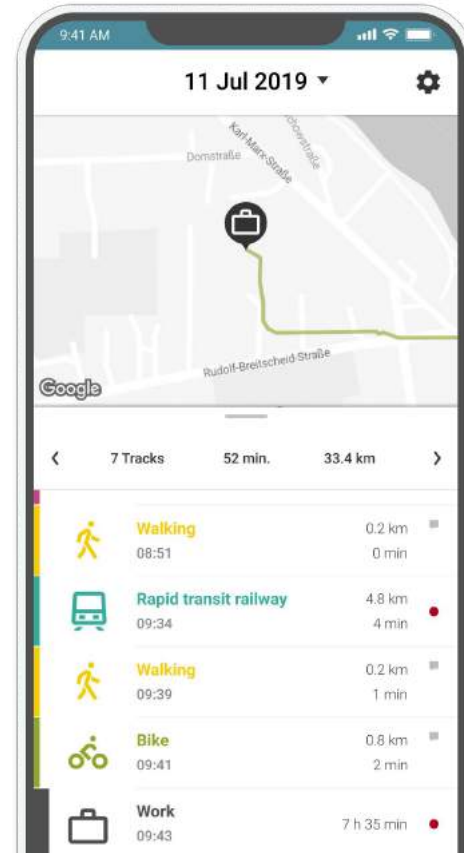 9:41 AM
11 Jul 2019
Karl-Marx-Straße
Domstraße
Rudolf-Breitscheid-Straße
Google
7 Tracks 52 min. 33.4 km
Walking 0.2 km
08:51 0 min
Rapid transit railway 4.8 km
09:34 4 min
Walking 0.2 km
09:39 1 min
Bike 0.8 km
09:41 2 min
Work
09:43 7 h 35 min